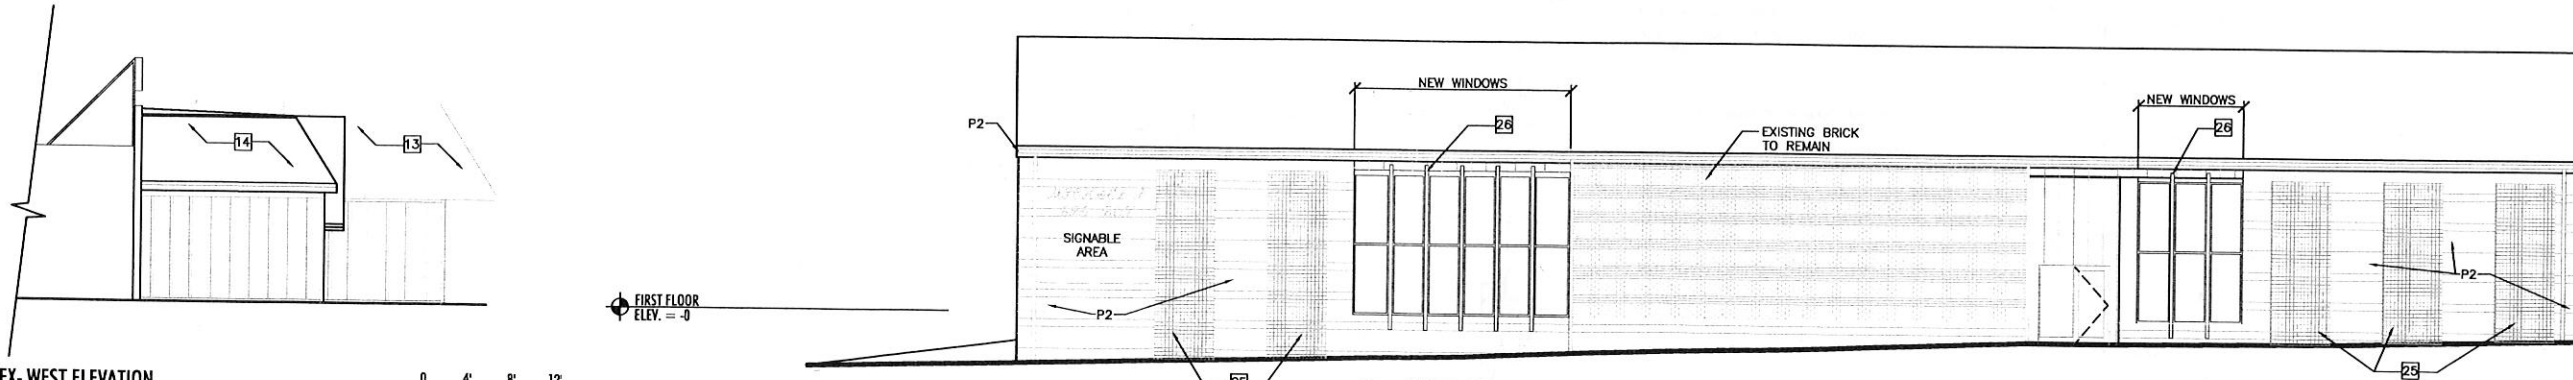 NEW WINDOWS
NEW WINDOWS
P2
26
26
EXISTING BRICK
TO REMAIN
14
13
SIGNABLE
AREA
P2
FIRST FLOOR
ELEV. = -0
P2
25
25
EX- WEST ELEVATION
0 4' 8' 12'